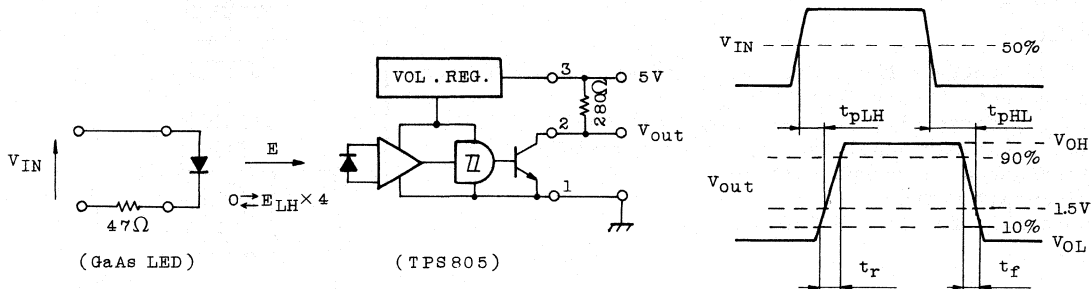 V_IN
47Ω
(GaAs LED)
E
0⇄E_LH×4
VOL.REG.
3
5V
280Ω
2
V_out
1
(TPS805)
V_IN
50%
t_pLH
t_pHL
V_OH
90%
V_out
1.5V
10%
V_OL
t_r
t_f